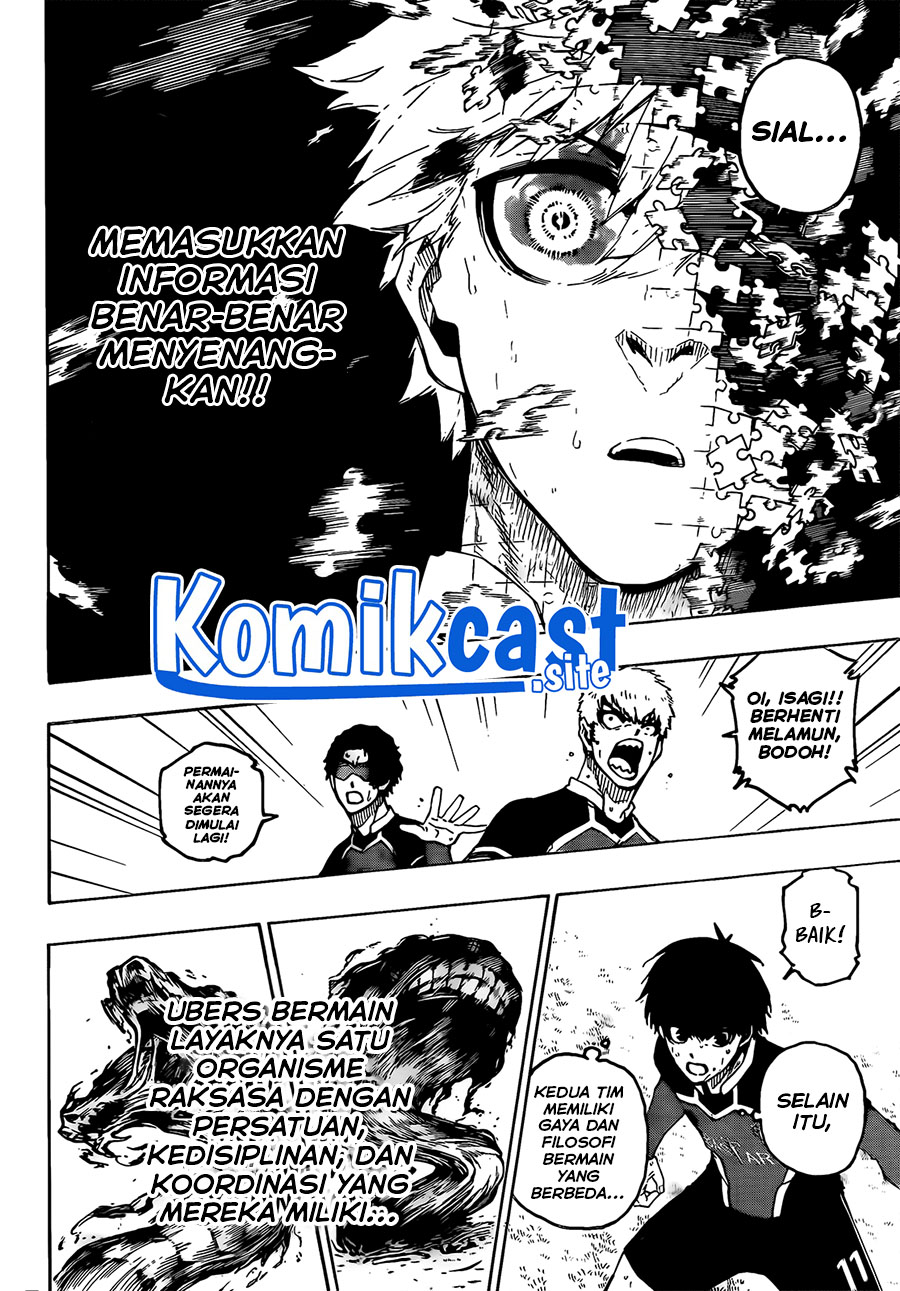 SIAL...
MEMASUKKAN
INFORMASI
BENAR-BENAR
MENYENANG-
KAN!!
Komikcast
.site
OI, ISAGI!!
BERHENTI
MELAMUN,
BODOH!
PERMAI-
NANNYA
AKAN
SEGERA
DIMULAI
LAGI!
B-
BAIK!
SELAIN
ITU,
KEDUA TIM
MEMILIKI
GAYA DAN
FILOSOFI
BERMAIN
YANG
BERBEDA...
11
UBERS BERMAIN
LAYAKNYA SATU
ORGANISME
RAKSASA DENGAN
PERSATUAN,
KEDISIPLINAN, DAN
KOORDINASI YANG
MEREKA MILIKI...